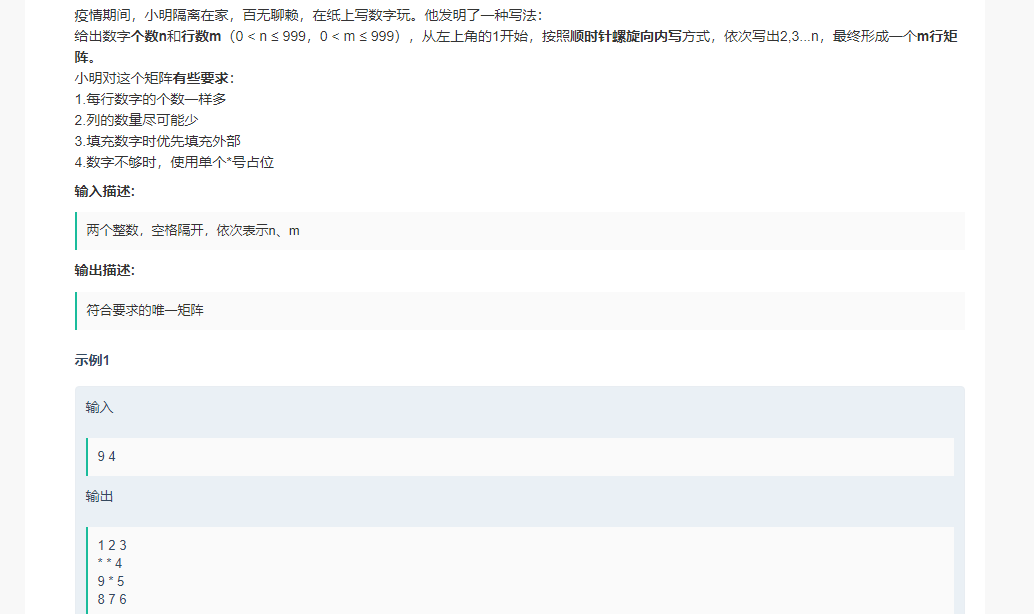 疫情期间，小明隔离在家，百无聊赖，在纸上写数字玩。他发明了一种写法：
给出数字个数n和行数m（0 < n ≤ 999，0 < m ≤ 999），从左上角的1开始，按照顺时针螺旋向内写方式，依次写出2,3...n，最终形成一个m行矩
阵。
小明对这个矩阵有些要求：
1.每行数字的个数一样多
2.列的数量尽可能少
3.填充数字时优先填充外部
4.数字不够时，使用单个*号占位
输入描述：
两个整数，空格隔开，依次表示n、m
输出描述：
符合要求的唯一矩阵
示例1
输入
9 4
输出
1 2 3
* * 4
9 * 5
8 7 6